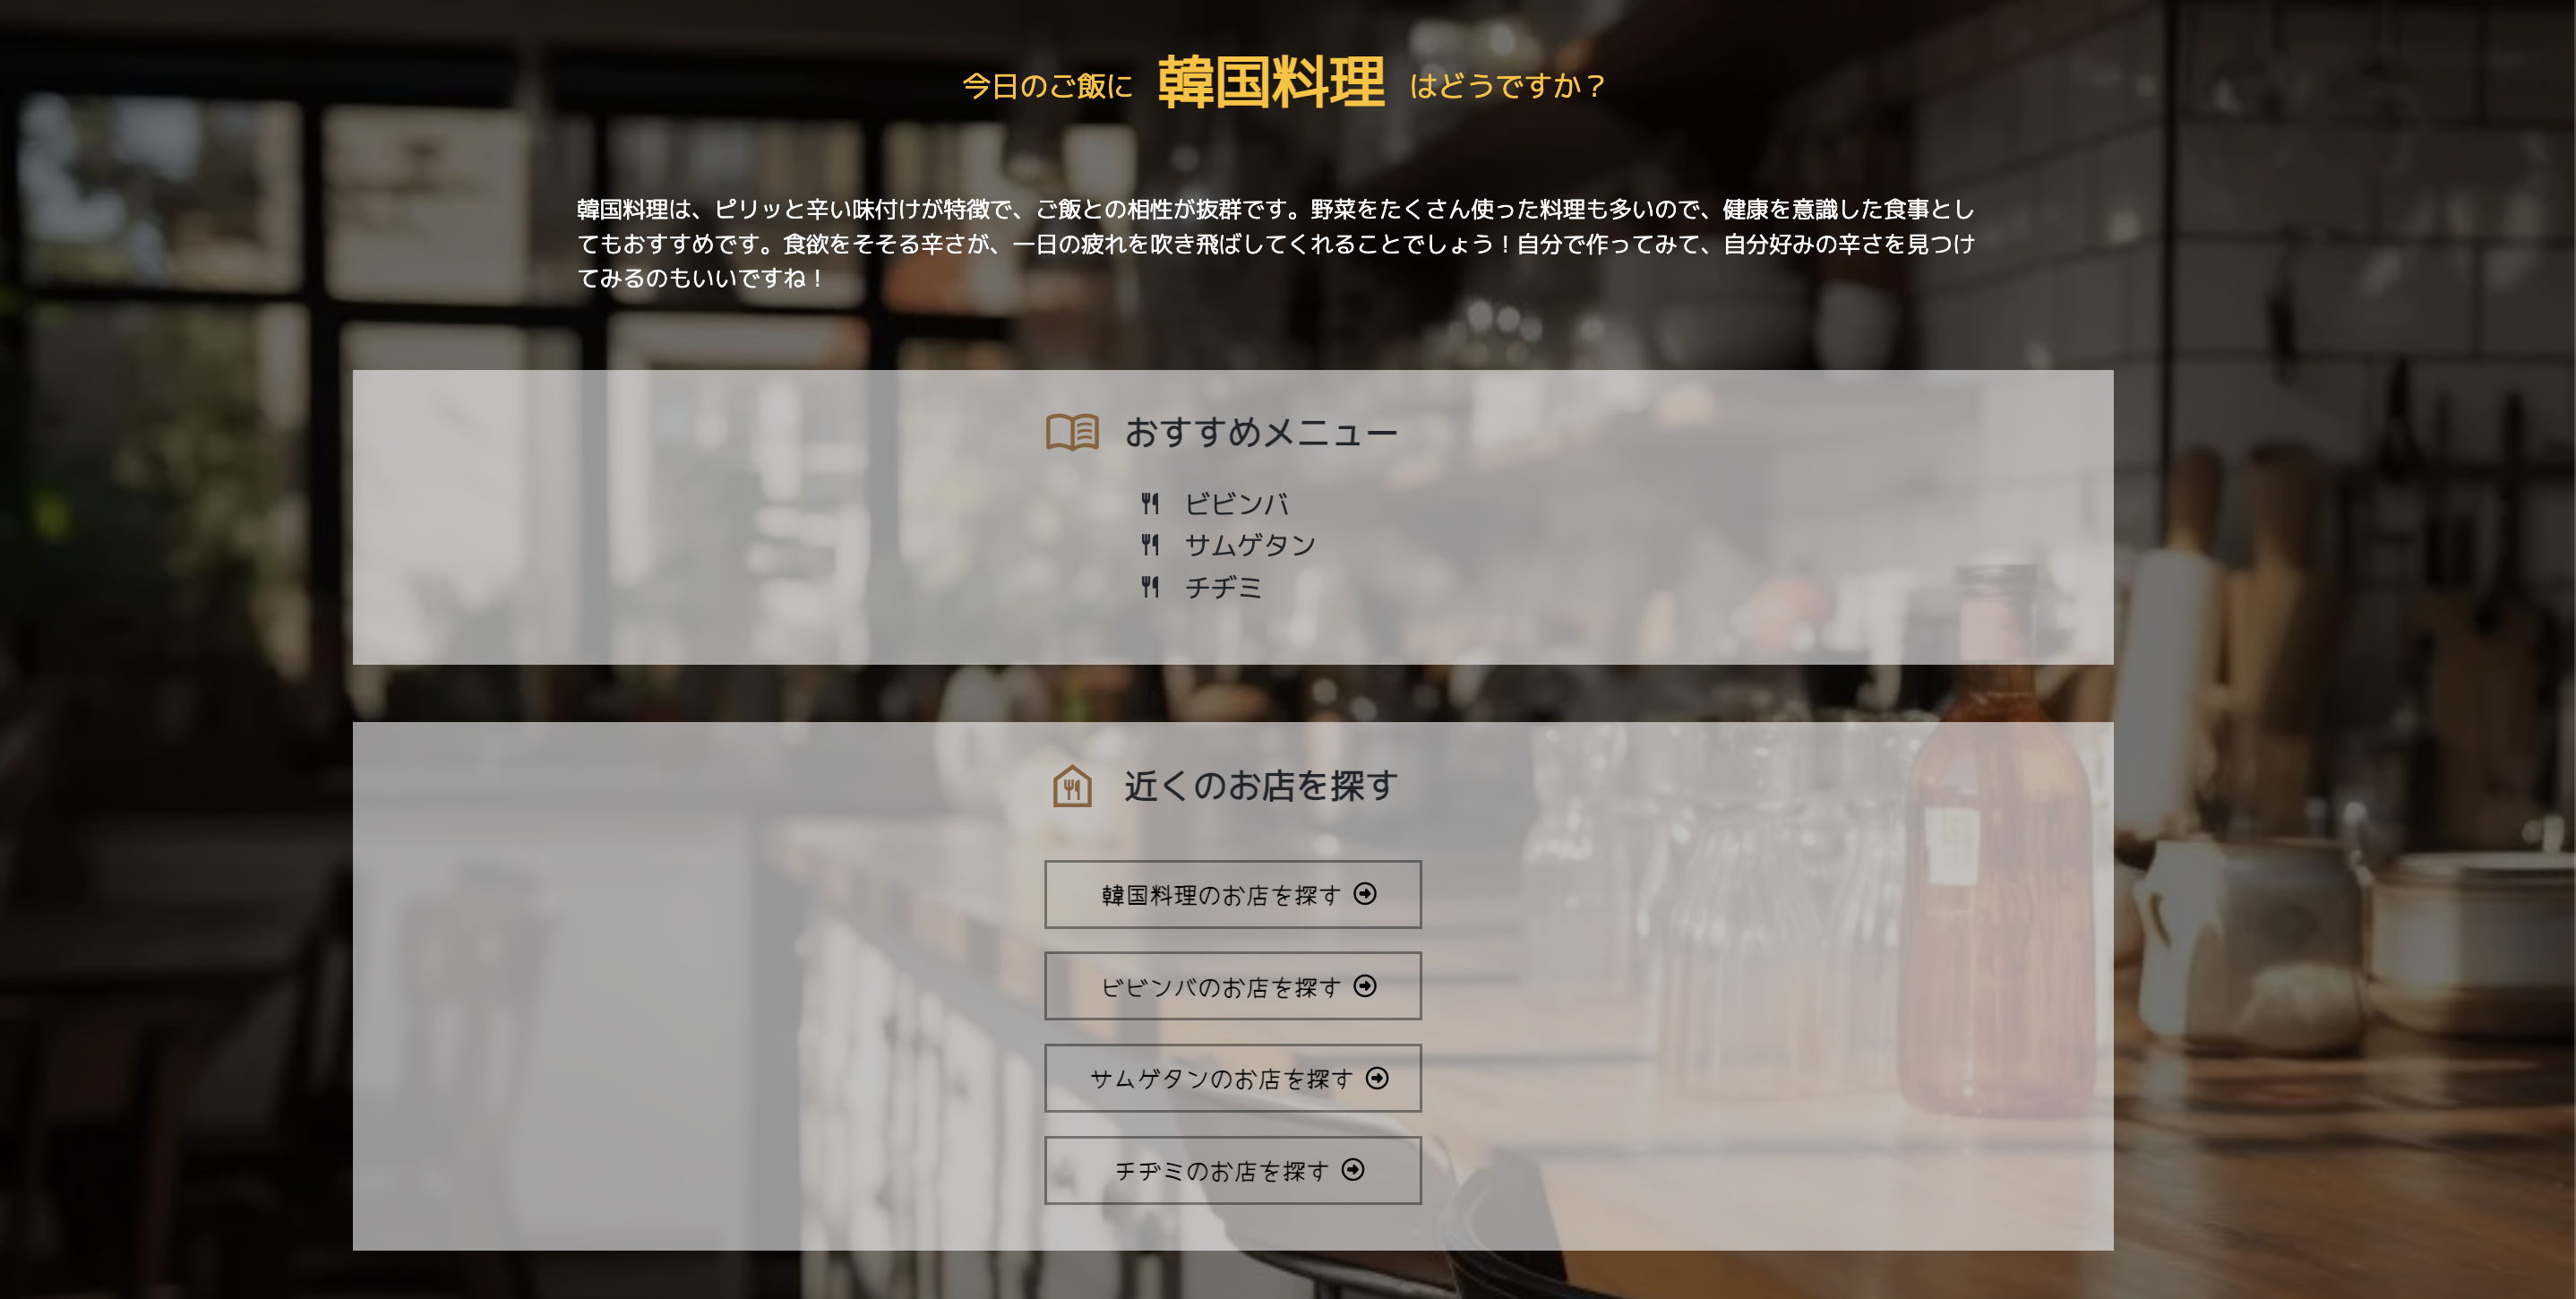 今日のご飯に 韓国料理 はどうですか？
韓国料理は、ピリッと辛い味付けが特徴で、ご飯との相性が抜群です。野菜をたくさん使った料理も多いので、健康を意識した食事とし
てもおすすめです。食欲をそそる辛さが、一日の疲れを吹き飛ばしてくれることでしょう！自分で作ってみて、自分好みの辛さを見つけ
てみるのもいいですね！
おすすめメニュー
ビビンバ
サムゲタン
チヂミ
近くのお店を探す
韓国料理のお店を探す
ビビンバのお店を探す
サムゲタンのお店を探す
チヂミのお店を探す